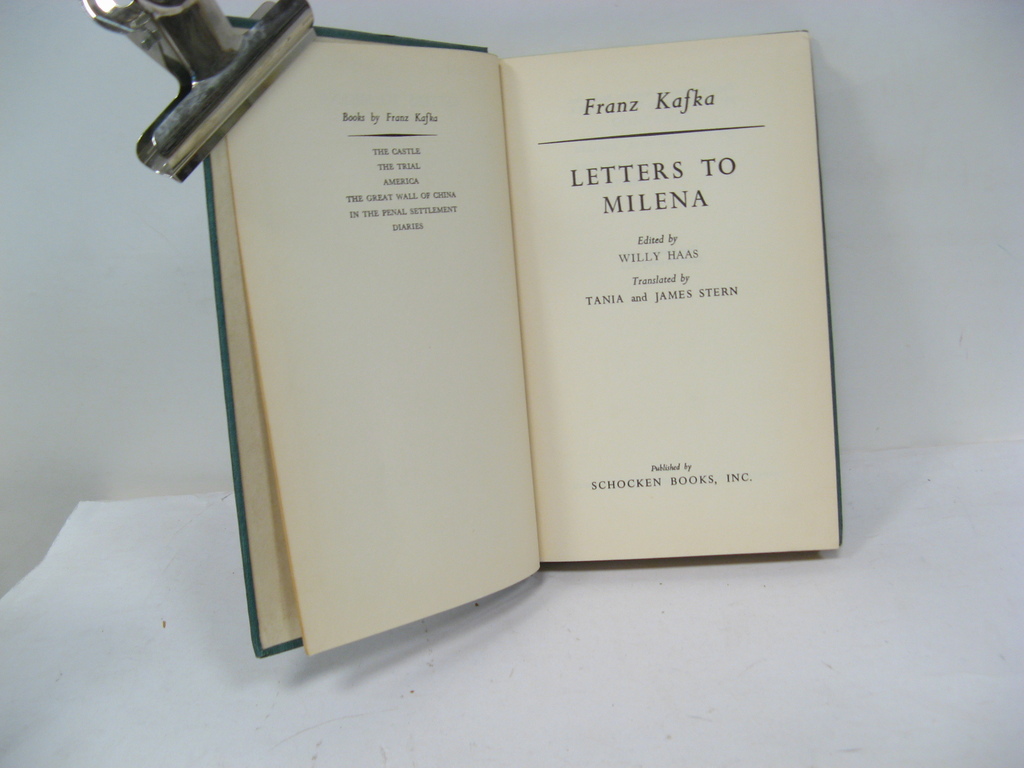 Books by Franz Kafka
THE CASTLE
THE TRIAL
AMERICA
THE GREAT WALL OF CHINA
IN THE PENAL SETTLEMENT
DIARIES
Franz Kafka
LETTERS TO
MILENA
Edited by
WILLY HAAS
Translated by
TANIA and JAMES STERN
Published by
SCHOCKEN BOOKS, INC.